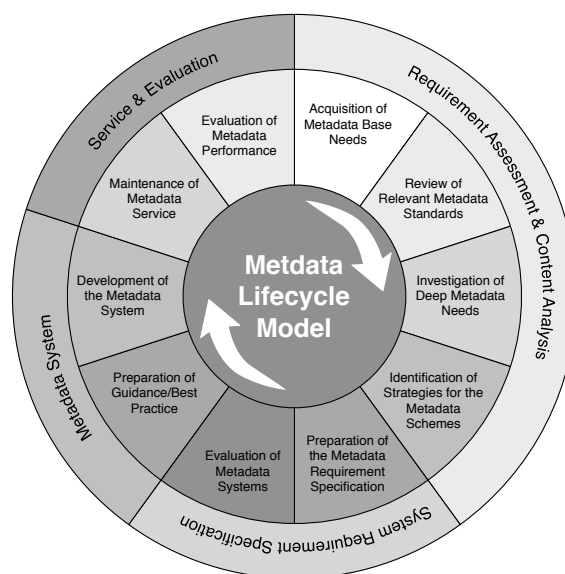 Service & Evaluation
Requirement Assessment & Content Analysis
Evaluation of
Metadata
Performance
Acquisition of
Metadata Base
Needs
Maintenance of
Metadata
Service
Review of
Relevant Metadata
Standards
Metdata
Lifecycle
Model
Development of
the Metadata
System
Investigation of
Deep Metadata
Needs
Preparation of
Guidance/Best
Practice
Identification of
Strategies for the
Metadata
Schemes
Evaluation of
Metadata
Systems
Preparation of
the Metadata
Requirement
Specification
Metadata System
System Requirement Specification